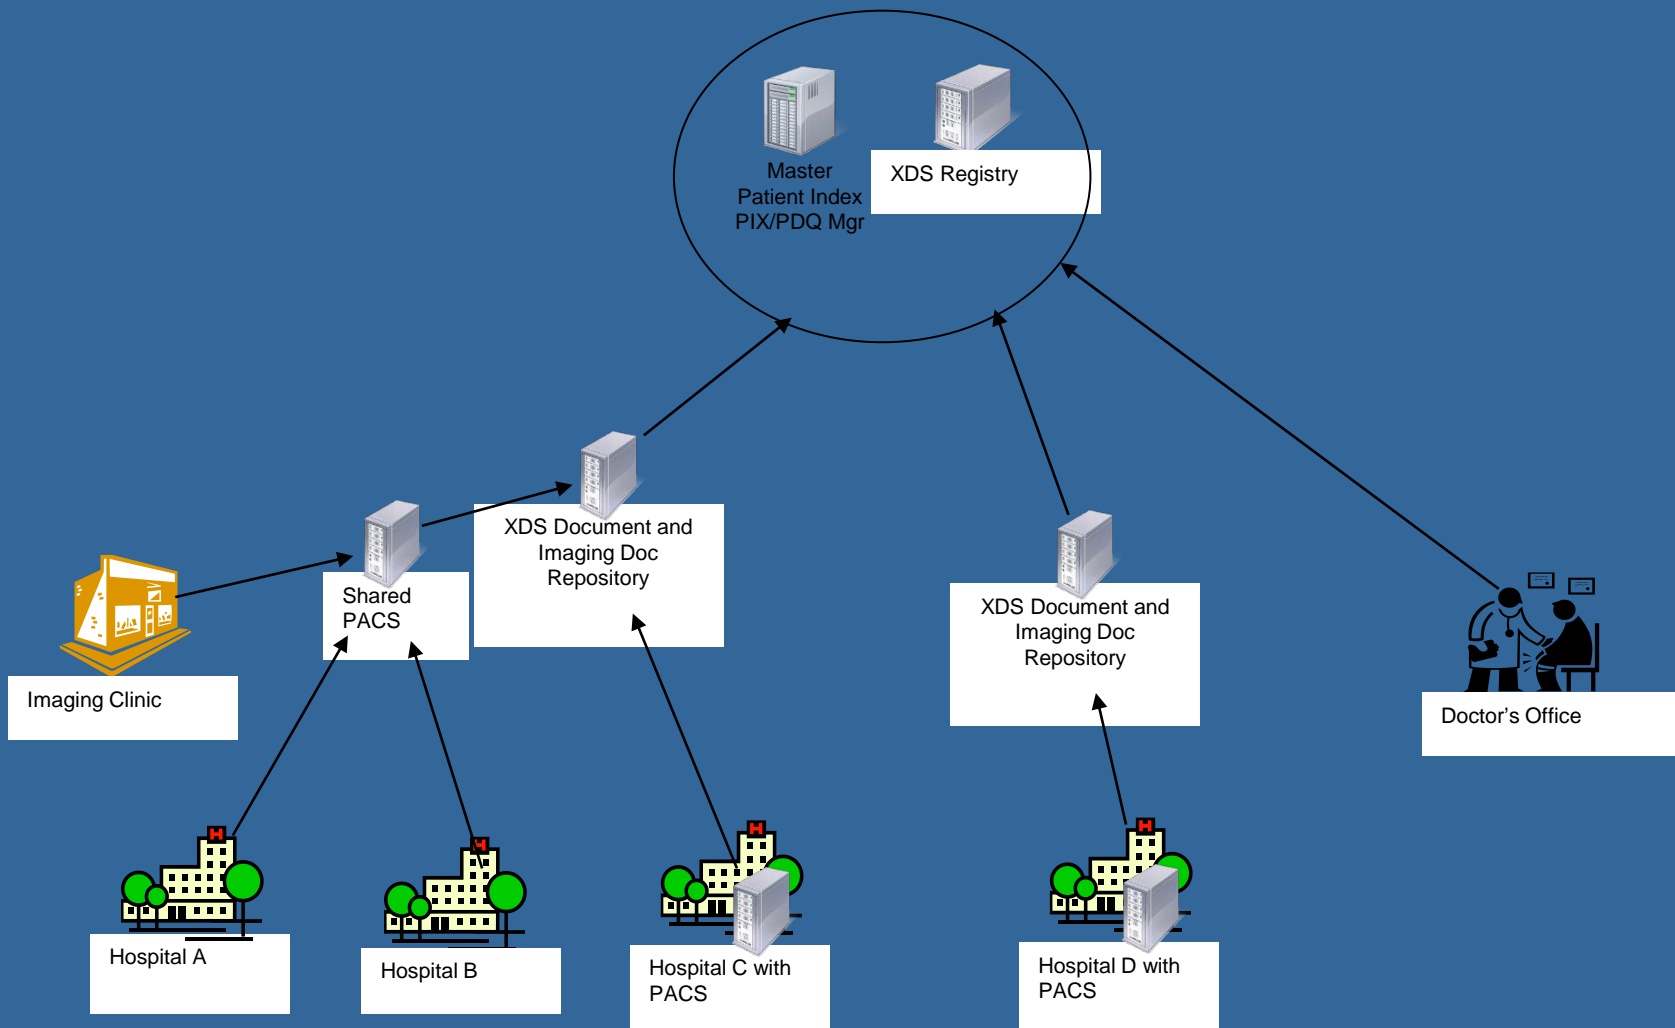 Master
Patient Index
PIX/PDQ Mgr
XDS Registry
XDS Document and
Imaging Doc
Repository
Shared
PACS
XDS Document and
Imaging Doc
Repository
Imaging Clinic
Doctor’s Office
H
H
H
H
Hospital A
Hospital B
Hospital C with
PACS
Hospital D with
PACS